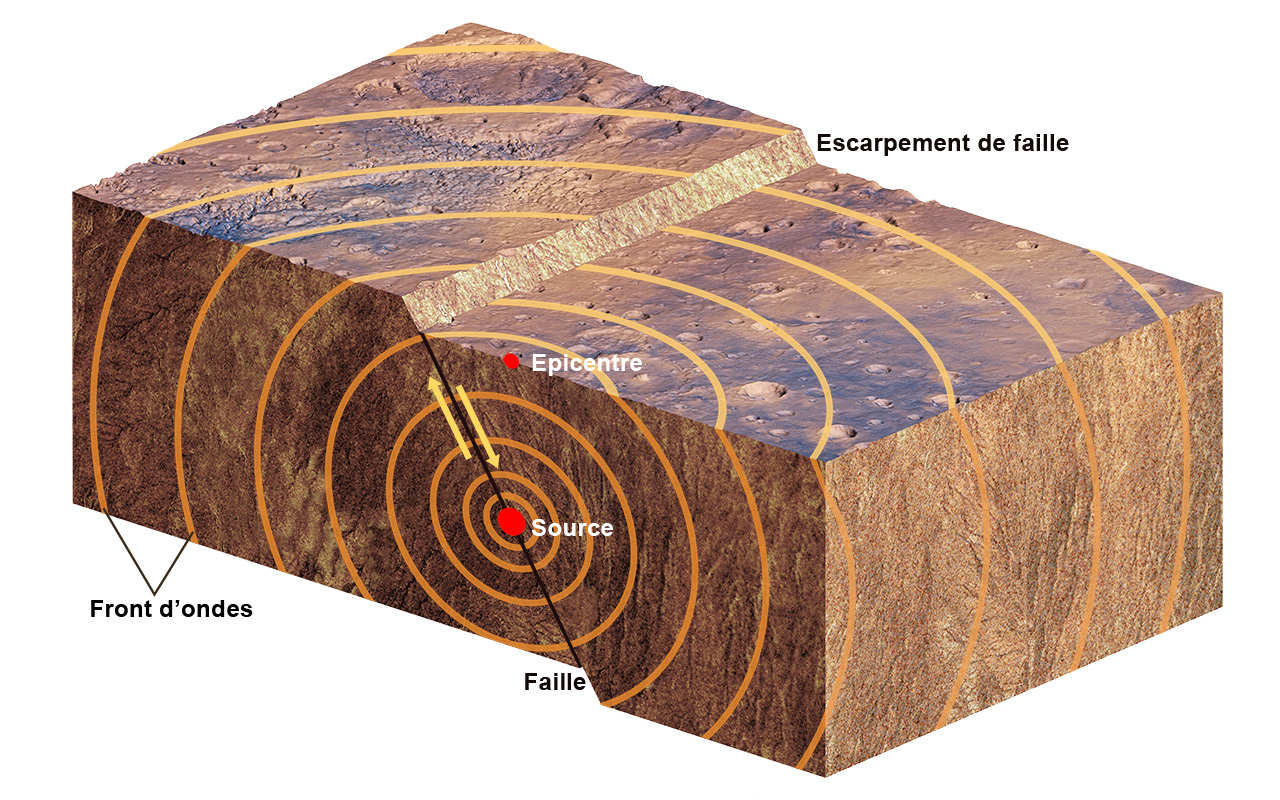 Escarpement de faille
Epicentre
Source
Front d’ondes
Faille